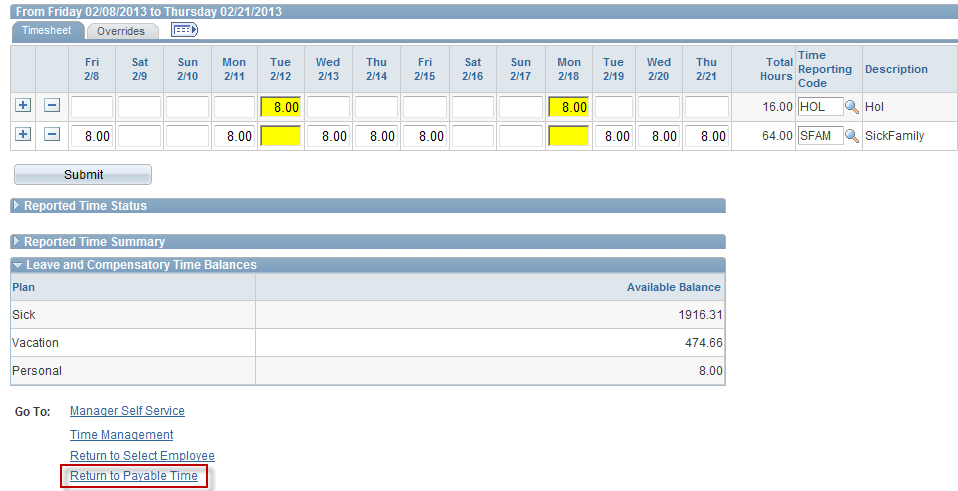 From Friday 02/08/2013 to Thursday 02/21/2013
Timesheet Overrides
Fri 2/8 Sat 2/9 Sun 2/10 Mon 2/11 Tue 2/12 Wed 2/13 Thu 2/14 Fri 2/15 Sat 2/16 Sun 2/17 Mon 2/18 Tue 2/19 Wed 2/20 Thu 2/21 Total Hours Time Reporting Code Description
8.00 8.00 16.00 HOL Hol
8.00 8.00 8.00 8.00 8.00 8.00 8.00 8.00 64.00 SFAM SickFamily
Submit
Reported Time Status
Reported Time Summary
Leave and Compensatory Time Balances
Plan Available Balance
Sick 1916.31
Vacation 474.66
Personal 8.00
Go To: Manager Self Service
Time Management
Return to Select Employee
Return to Payable Time